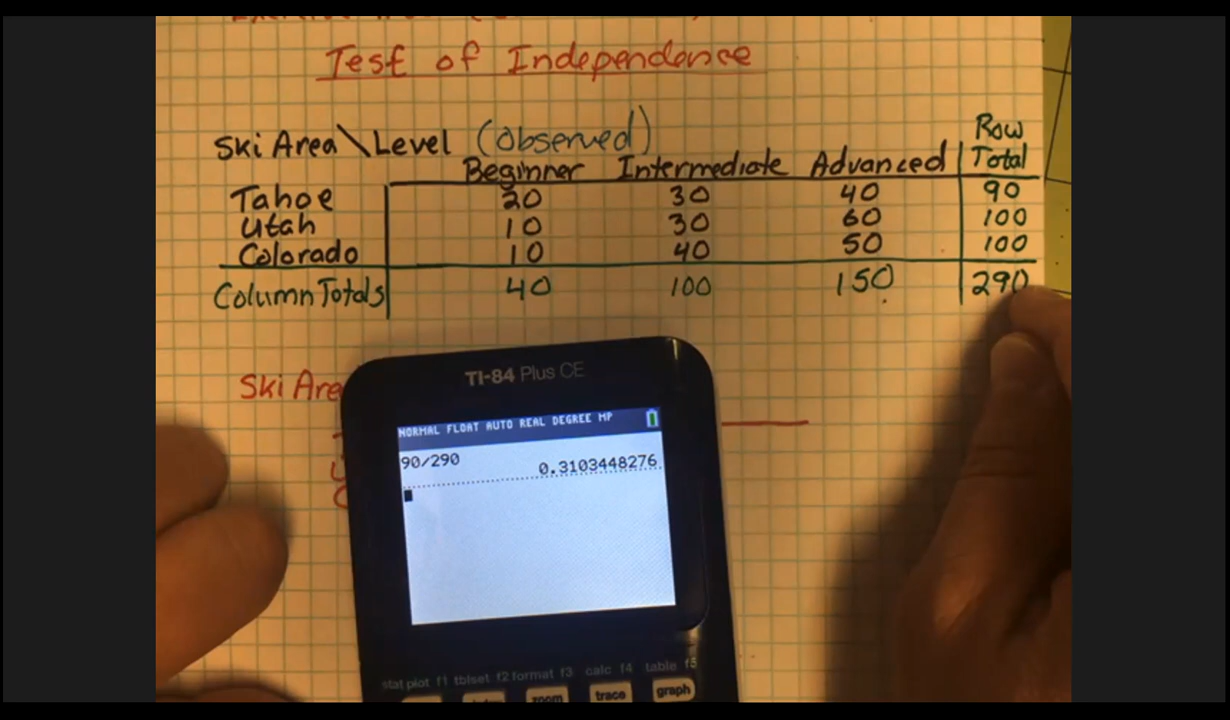 Test of Independence
Ski Area\Level (Observed)
Row
Total
Beginner Intermediate Advanced
Tahoe 20 30 40 90
Utah 10 30 60 100
Colorado 10 40 50 100
Column Totals 40 100 150 290
Ski Are
TI-84 Plus CE
NORMAL FLOAT AUTO REAL DEGREE MP
90/290
0.3103448276
stat plot f1 tblset f2 format f3 calc f4 table f5
zoom trace graph